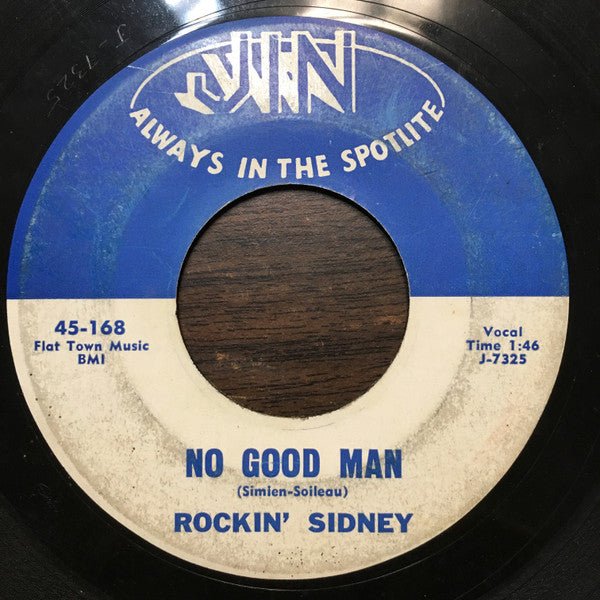 J-7325
JIN
ALWAYS IN THE SPOTLITE
45-168
Flat Town Music
BMI
Vocal
Time 1:46
J-7325
NO GOOD MAN
(Simien-Soileau)
ROCKIN' SIDNEY